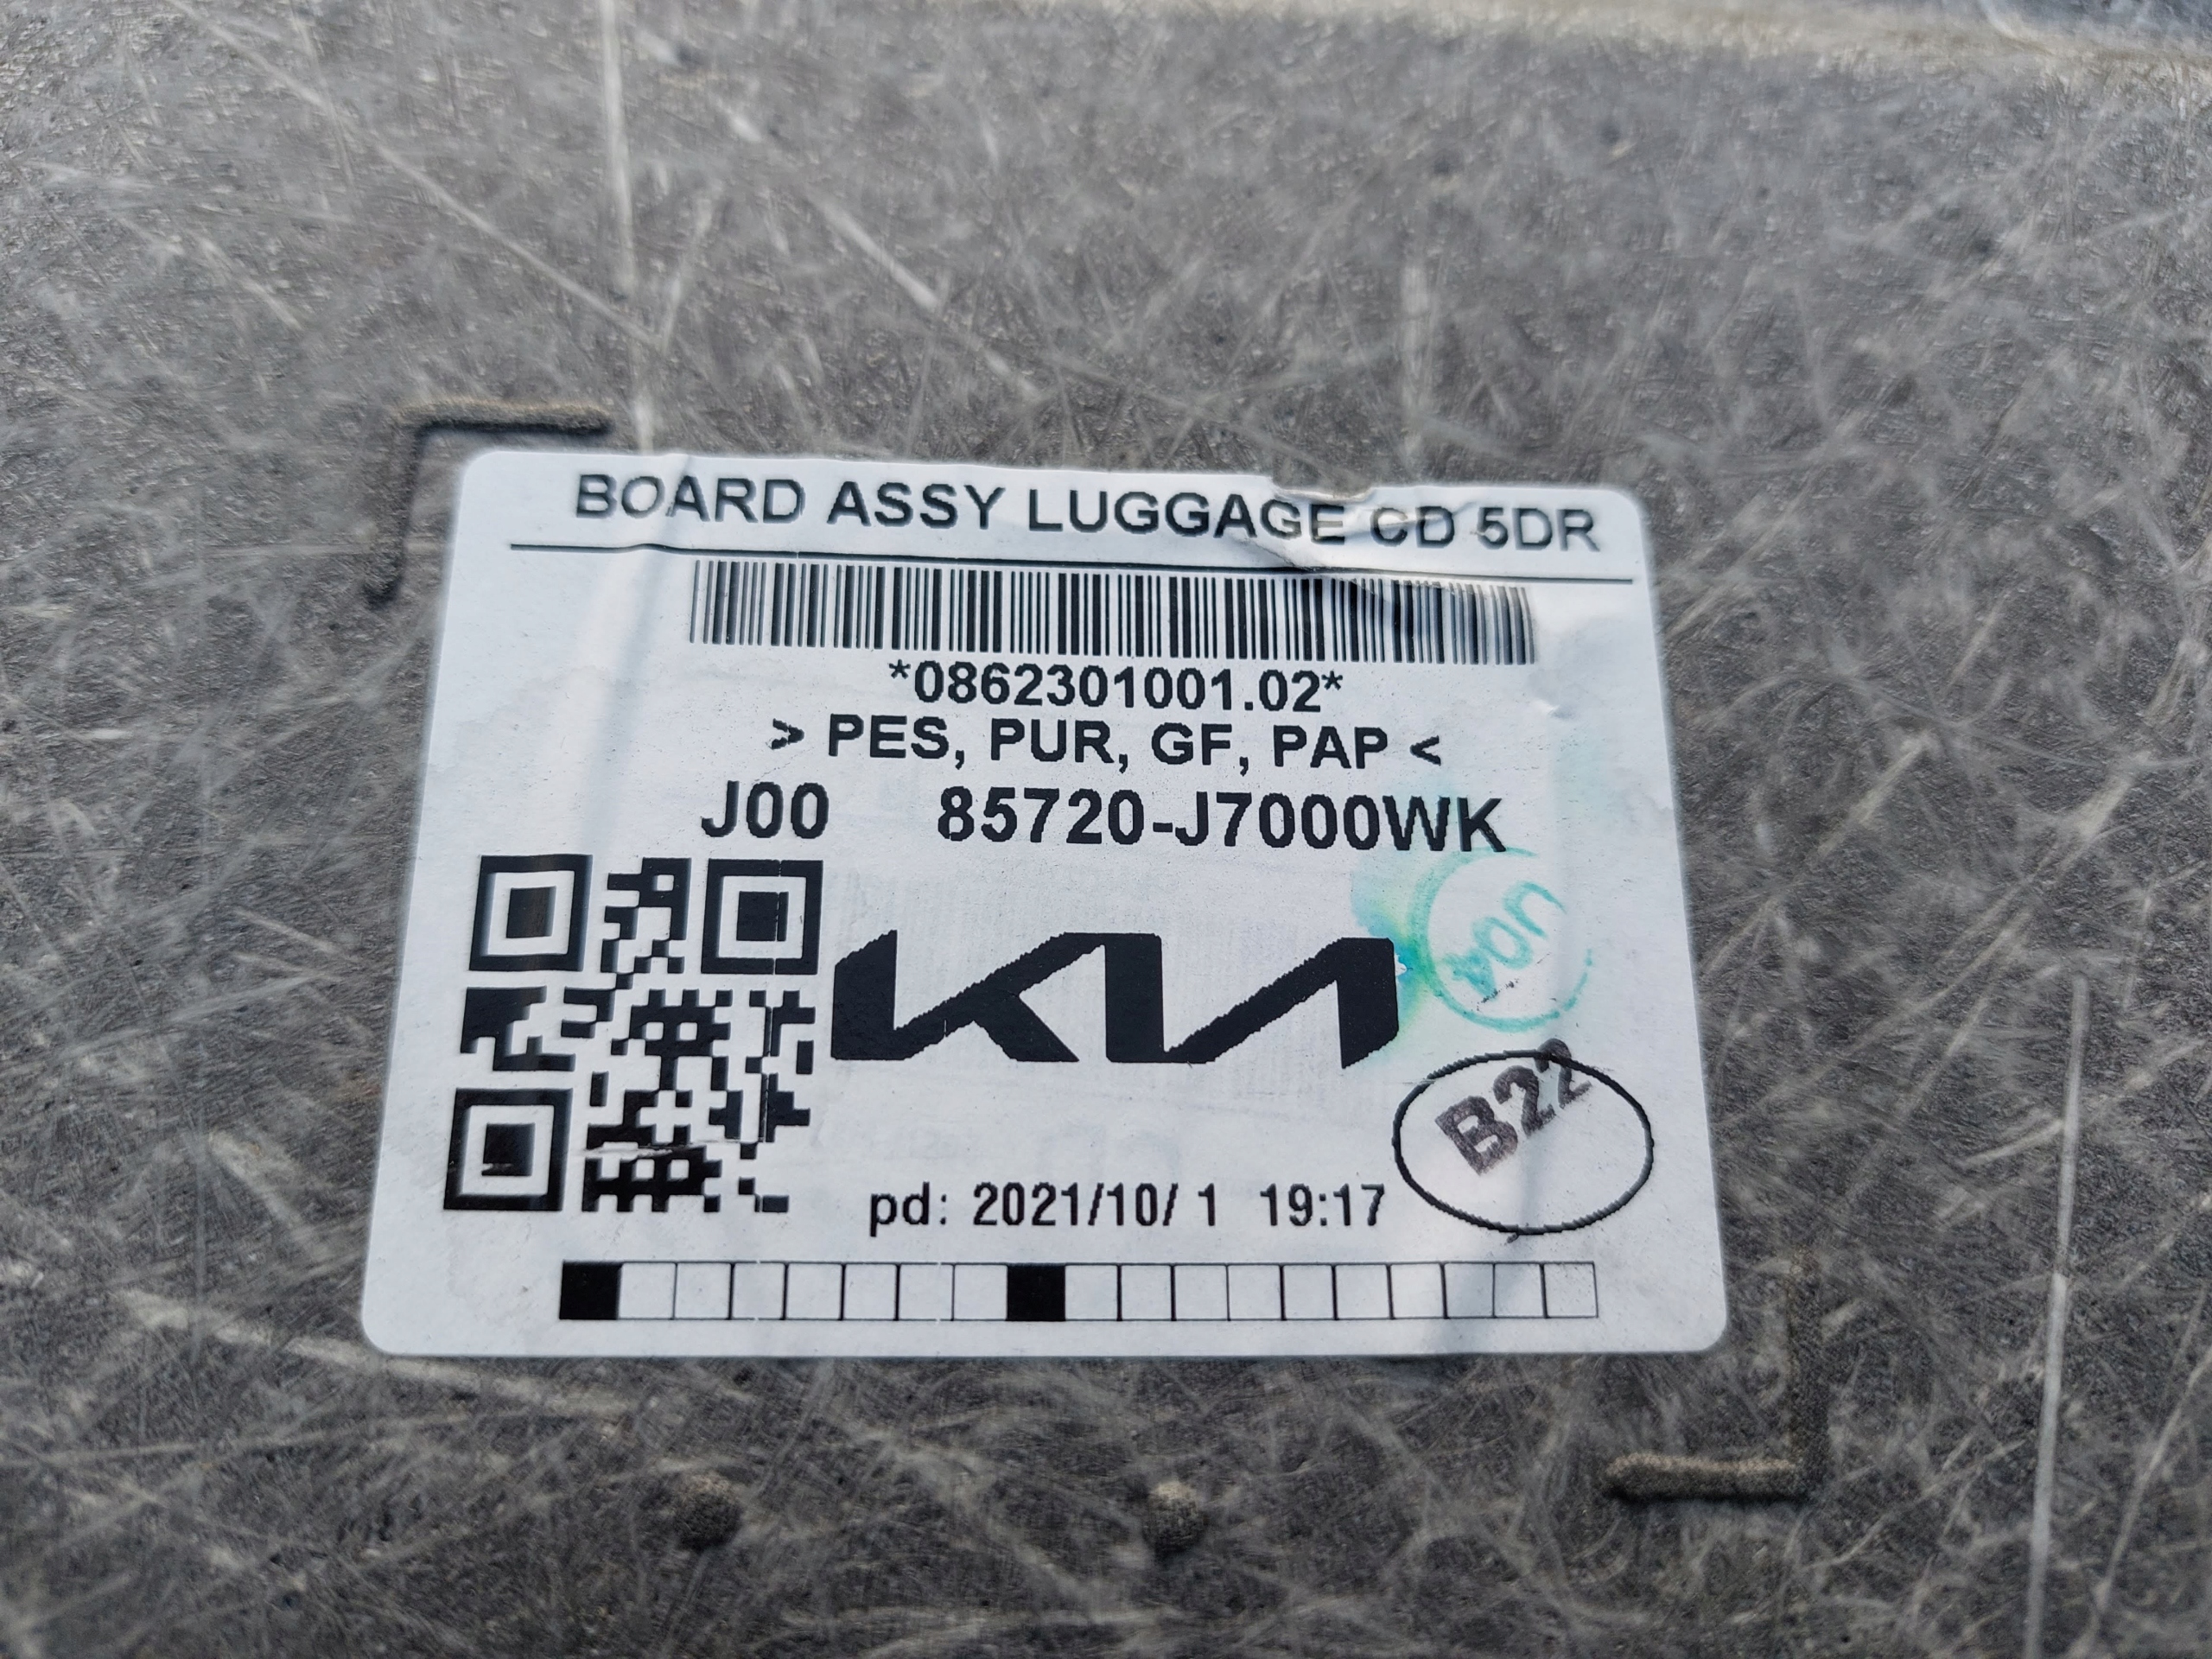 BOARD ASSY LUGGAGE CD 5DR
*0862301001.02*
> PES, PUR, GF, PAP <
J00 85720-J7000WK
KIA
U04
B22
pd: 2021/10/ 1 19:17